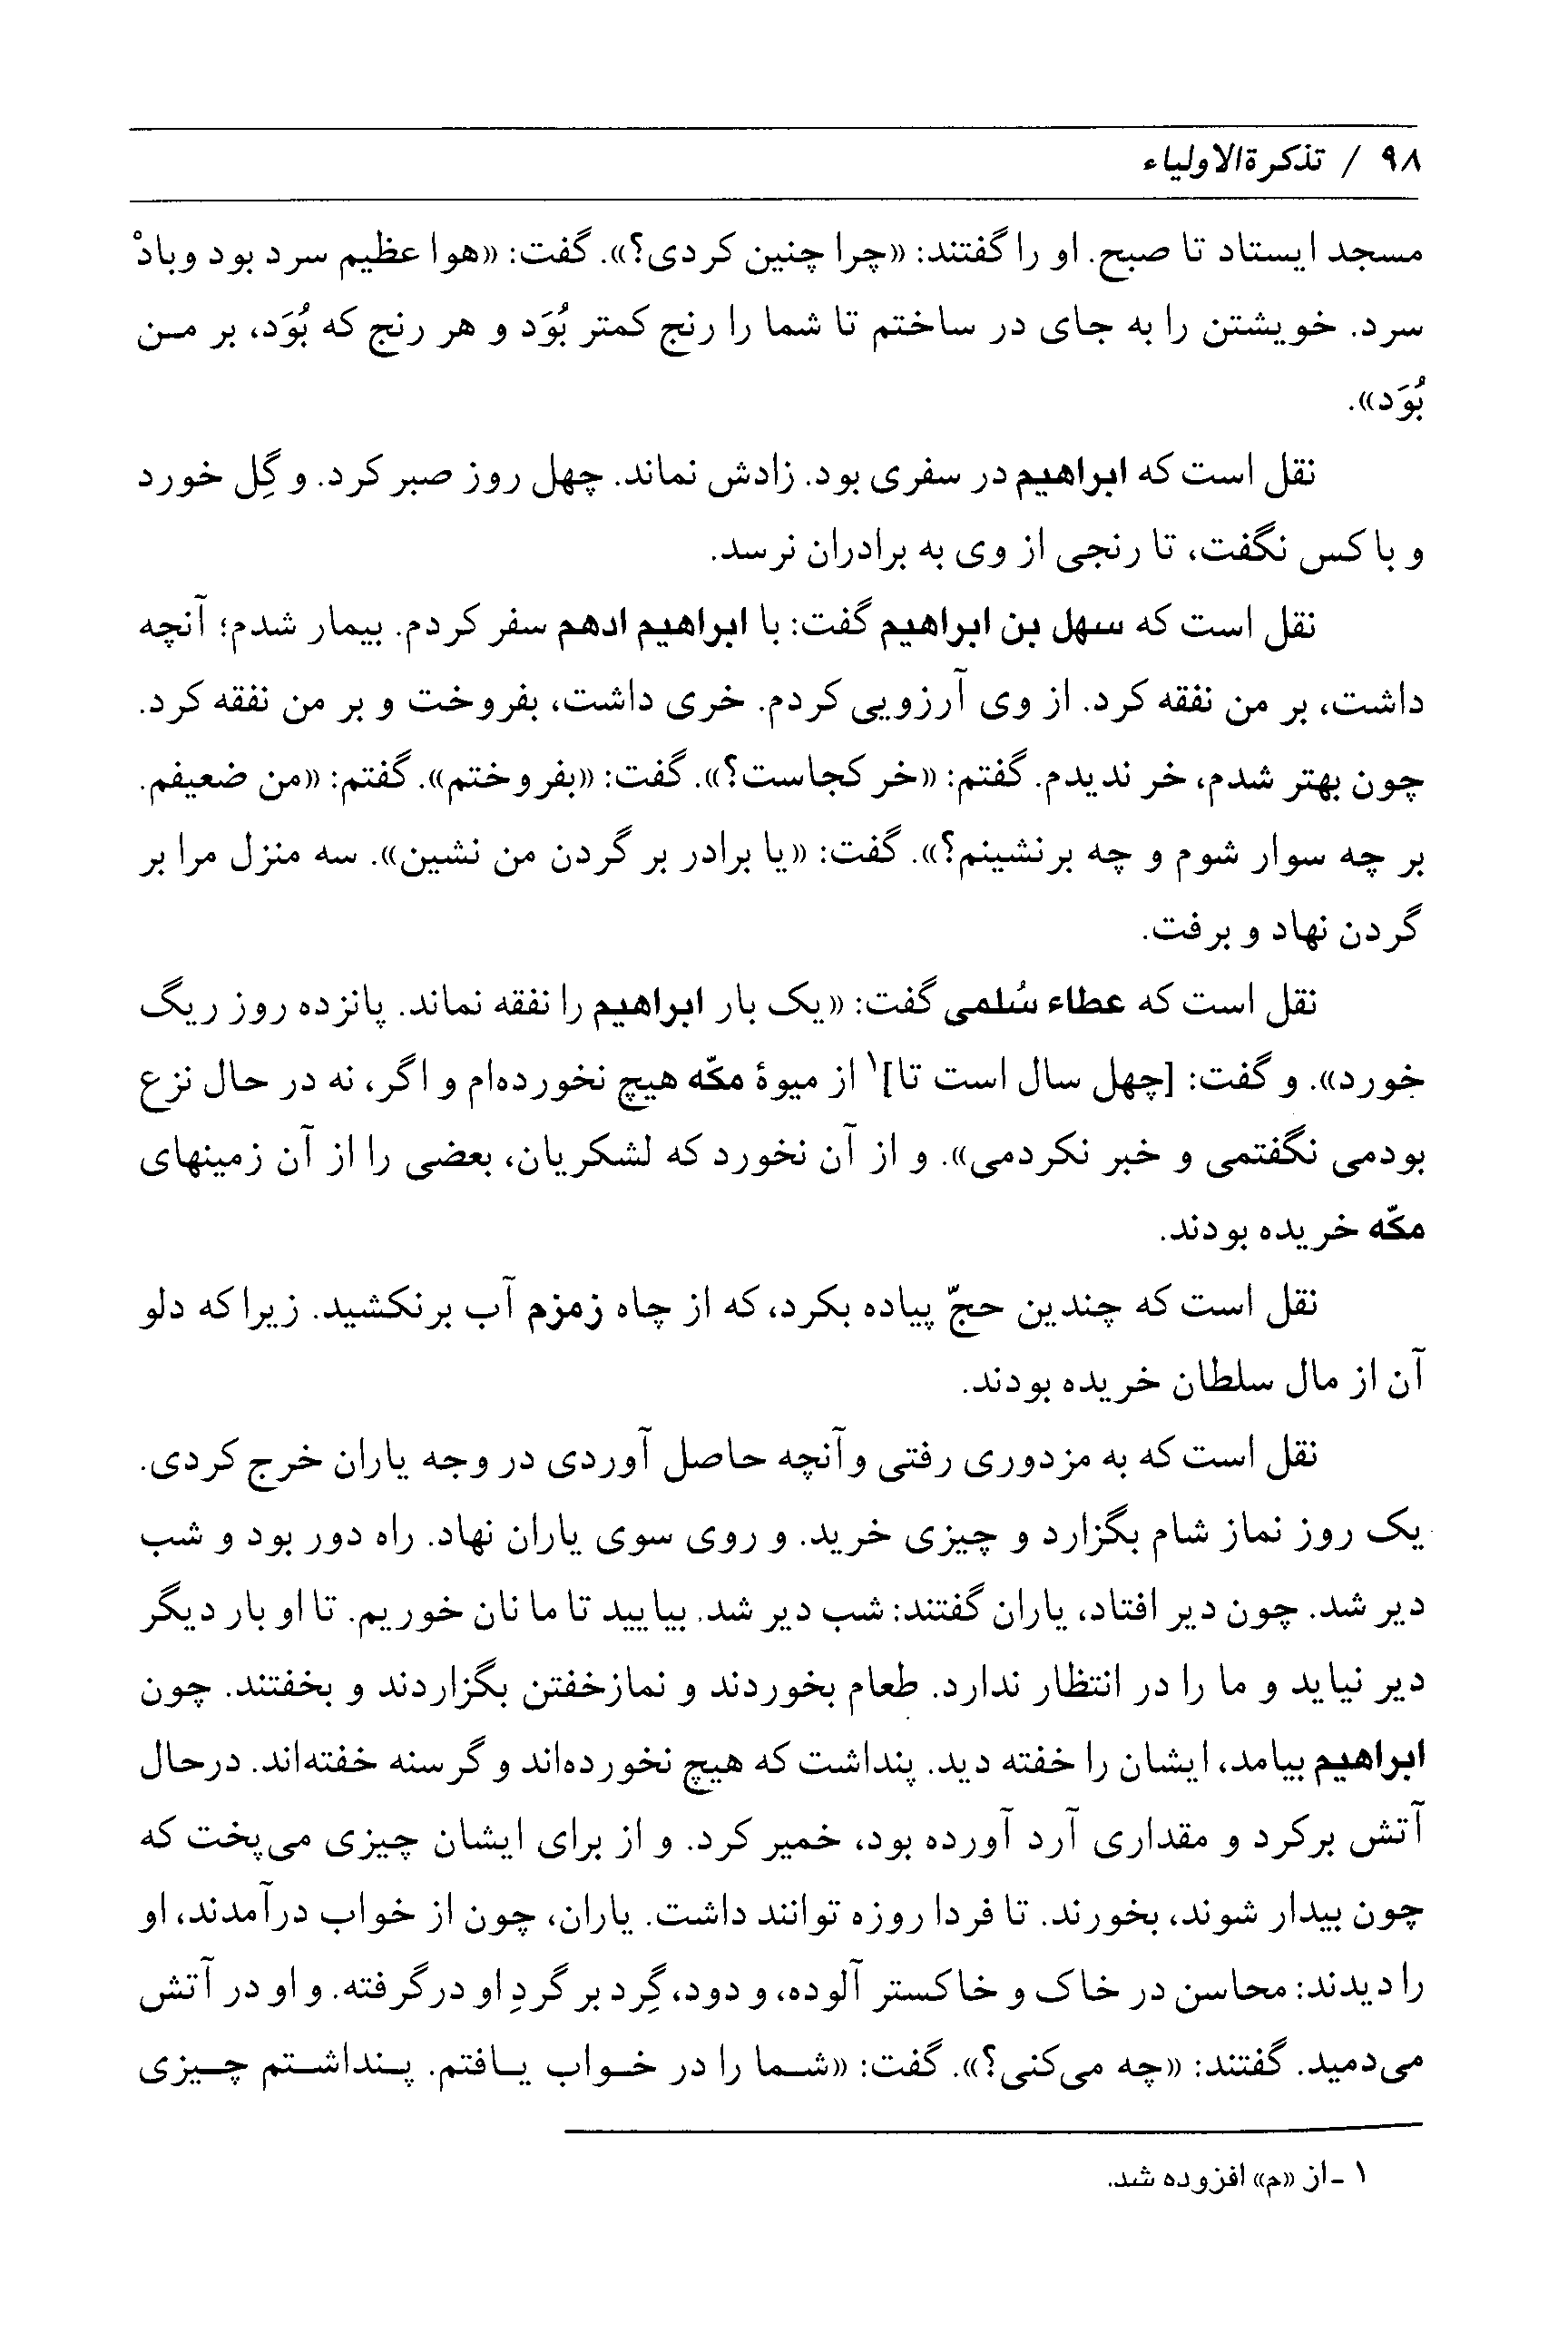 ۹۸ / تذکرةالاولیاء
مسجد ایستاد تا صبح. او را گفتند: «چرا چنین کردی؟». گفت: «هوا عظیم سرد بود و بادْ
سرد. خویشتن را به جای در ساختم تا شما را رنج کمتر بُوَد و هر رنج که بُوَد، بر مـن
بُوَد».
نقل است که ابراهیم در سفری بود. زادش نماند. چهل روز صبر کرد. و گِل خورد
و با کس نگفت، تا رنجی از وی به برادران نرسد.
نقل است که سهل بن ابراهیم گفت: با ابراهیم ادهم سفر کردم. بیمار شدم؛ آنچه
داشت، بر من نفقه کرد. از وی آرزویی کردم. خری داشت، بفروخت و بر من نفقه کرد.
چون بهتر شدم، خر ندیدم. گفتم: «خر کجاست؟». گفت: «بفروختم». گفتم: «من ضعیفم.
بر چه سوار شوم و چه برنشینم؟». گفت: «یا برادر بر گردن من نشین». سه منزل مرا بر
گردن نهاد و برفت.
نقل است که عطاء سُلمی گفت: «یک بار ابراهیم را نفقه نماند. پانزده روز ریگ
خورد». و گفت: [چهل سال است تا]۱ از میوهٔ مکّه هیچ نخورده‌ام و اگر، نه در حال نزع
بودمی نگفتمی و خبر نکردمی». و از آن نخورد که لشکریان، بعضی را از آن زمینهای
مکّه خریده بودند.
نقل است که چندین حجّ پیاده بکرد، که از چاه زمزم آب برنکشید. زیرا که دلو
آن از مال سلطان خریده بودند.
نقل است که به مزدوری رفتی و آنچه حاصل آوردی در وجه یاران خرج کردی.
یک روز نماز شام بگزارد و چیزی خرید. و روی سوی یاران نهاد. راه دور بود و شب
دیر شد. چون دیر افتاد، یاران گفتند: شب دیر شد. بیایید تا ما نان خوریم. تا او بار دیگر
دیر نیاید و ما را در انتظار ندارد. طعام بخوردند و نمازخفتن بگزاردند و بخفتند. چون
ابراهیم بیامد، ایشان را خفته دید. پنداشت که هیچ نخورده‌اند و گرسنه خفته‌اند. درحال
آتش برکرد و مقداری آرد آورده بود، خمیر کرد. و از برای ایشان چیزی می‌پخت که
چون بیدار شوند، بخورند. تا فردا روزه توانند داشت. یاران، چون از خواب درآمدند، او
را دیدند: محاسن در خاک و خاکستر آلوده، و دود، گِرد بر گردِ او درگرفته. و او در آتش
می‌دمید. گفتند: «چه می‌کنی؟». گفت: «شـما را در خـواب یـافتم. پـنداشـتم چـیزی
۱ -از «م» افزوده شد.